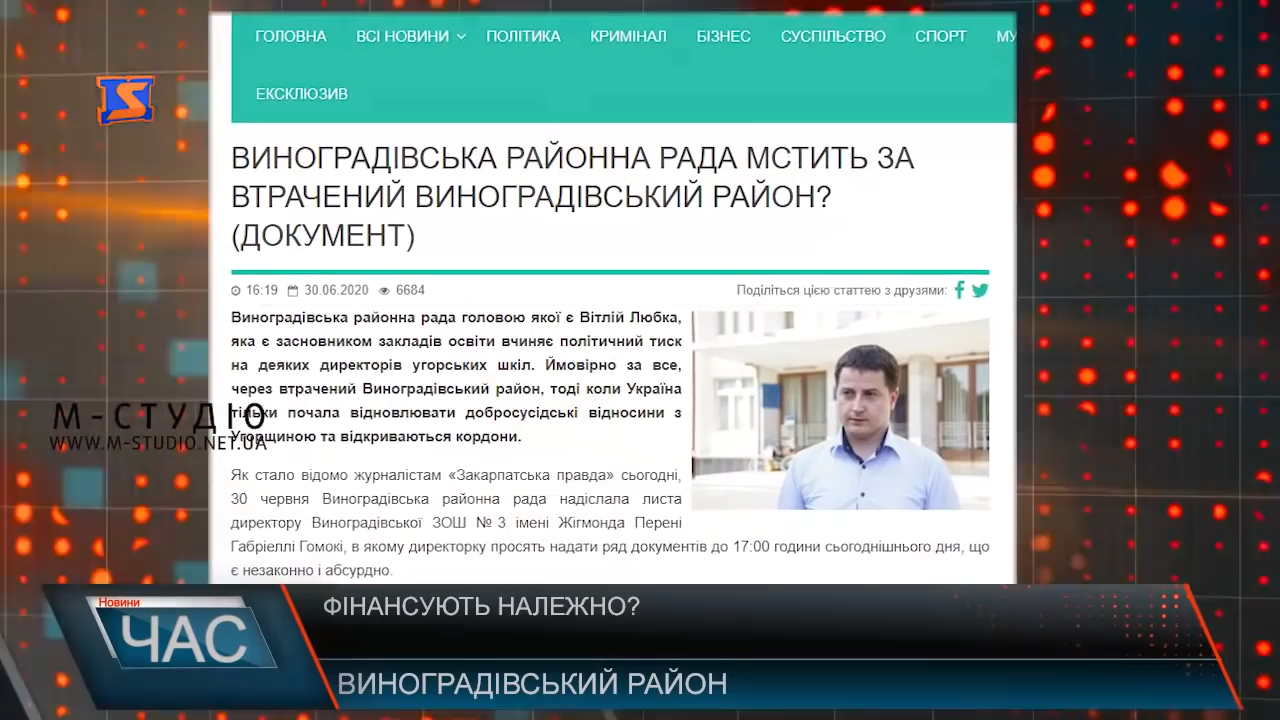 ГОЛОВНА ВСІ НОВИНИ ПОЛІТИКА КРИМІНАЛ БІЗНЕС СУСПІЛЬСТВО СПОРТ МУ
ЕКСКЛЮЗИВ
ВИНОГРАДІВСЬКА РАЙОННА РАДА МСТИТЬ ЗА
ВТРАЧЕНИЙ ВИНОГРАДІВСЬКИЙ РАЙОН?
(ДОКУМЕНТ)
16:19 30.06.2020 6684 Поділіться цією статтею з друзями:
Виноградівська районна рада головою якої є Вітлій Любка,
яка є засновником закладів освіти вчиняє політичний тиск
на деяких директорів угорських шкіл. Ймовірно за все,
через втрачений Виноградівський район, тоді коли Україна
тільки почала відновлювати добросусідські відносини з
Угорщиною та відкриваються кордони.
М-СТУДІО
WWW.M-STUDIO.NET.UA
Як стало відомо журналістам «Закарпатська правда» сьогодні,
30 червня Виноградівська районна рада надіслала листа
директору Виноградівської ЗОШ №3 імені Жігмонда Перені
Габріеллі Гомокі, в якому директорку просять надати ряд документів до 17:00 години сьогоднішнього дня, що
є незаконно і абсурдно.
Новини
ЧАС
ФІНАНСУЮТЬ НАЛЕЖНО?
ВИНОГРАДІВСЬКИЙ РАЙОН